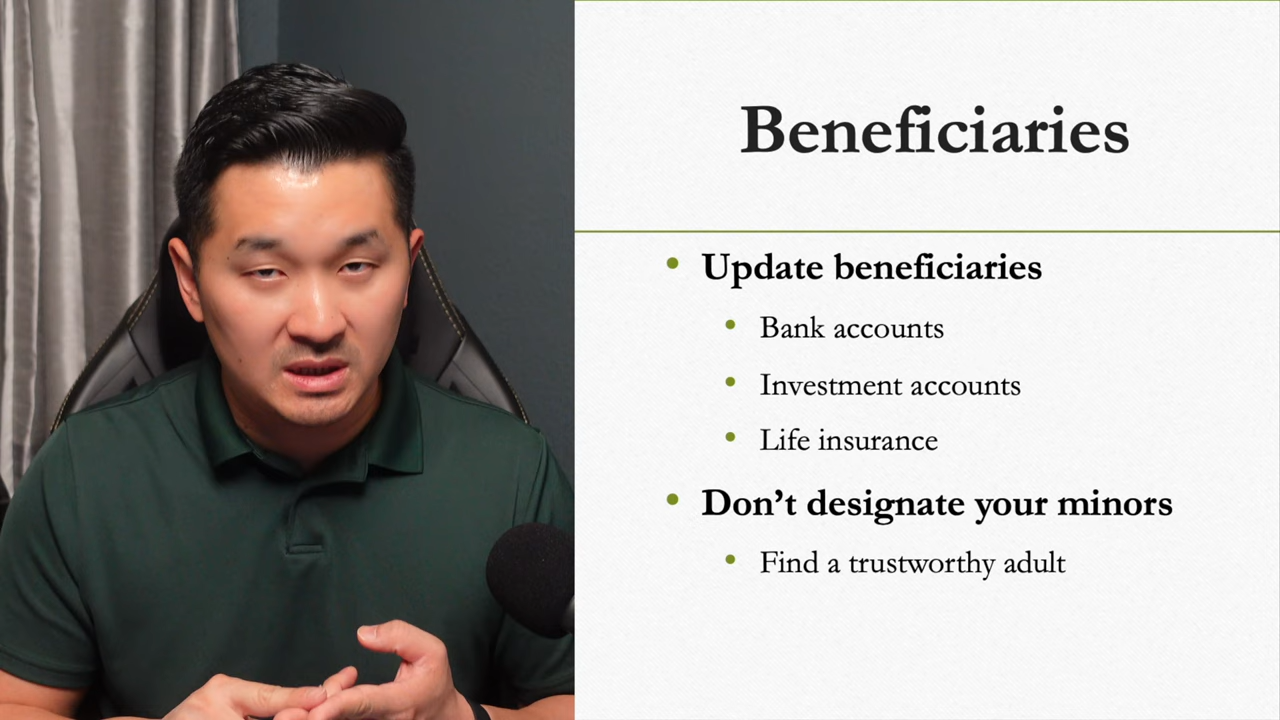 Beneficiaries
Update beneficiaries
Bank accounts
Investment accounts
Life insurance
Don’t designate your minors
Find a trustworthy adult